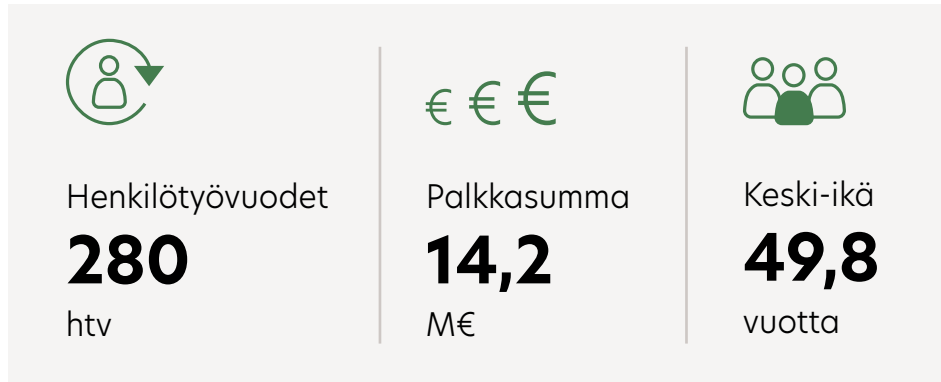 € € €
Henkilötyövuodet
280
htv
Palkkasumma
14,2
M€
Keski-ikä
49,8
vuotta